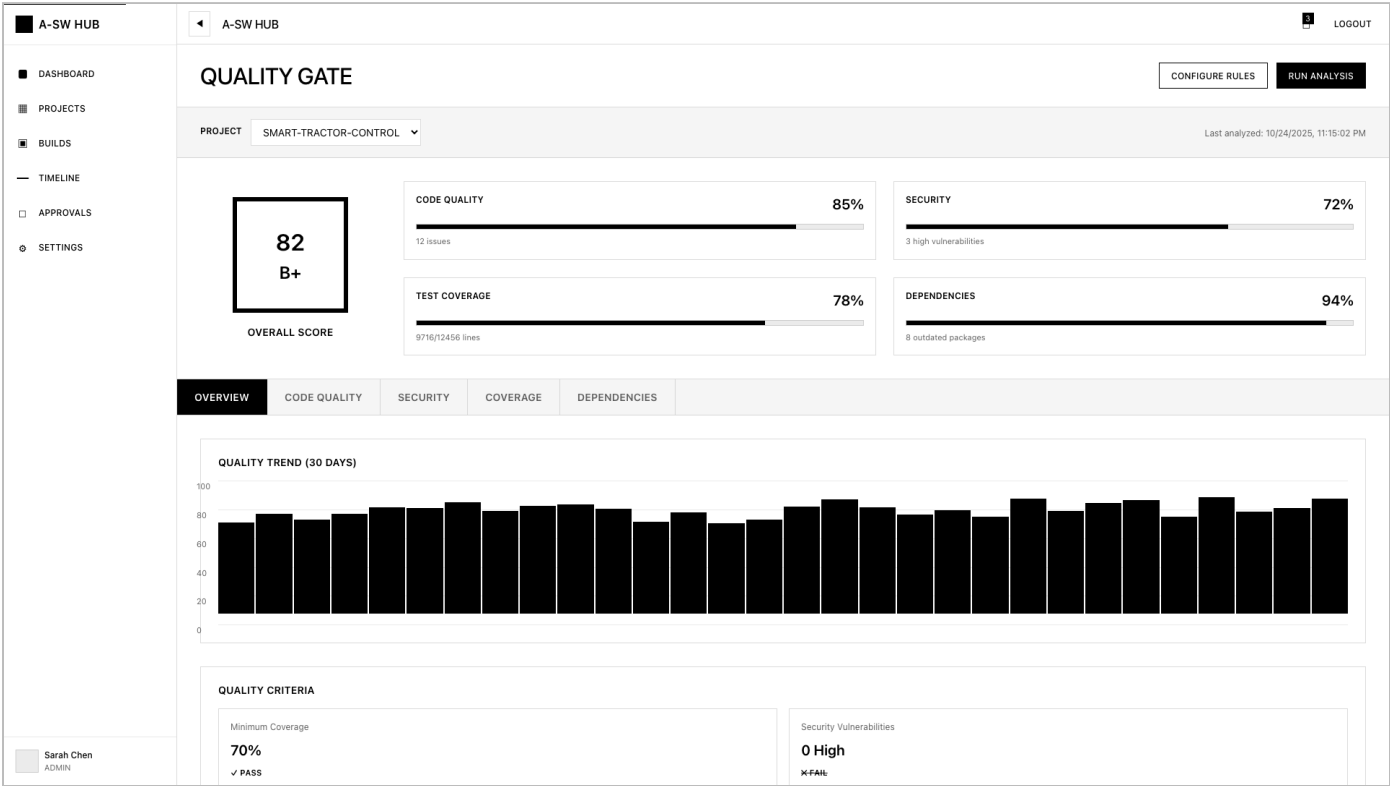 A-SW HUB
A-SW HUB
3
LOGOUT
DASHBOARD
PROJECTS
BUILDS
TIMELINE
APPROVALS
SETTINGS
QUALITY GATE
CONFIGURE RULES
RUN ANALYSIS
PROJECT
SMART-TRACTOR-CONTROL
Last analyzed: 10/24/2025, 11:15:02 PM
82
B+
OVERALL SCORE
CODE QUALITY
85%
12 issues
SECURITY
72%
3 high vulnerabilities
TEST COVERAGE
78%
9716/12456 lines
DEPENDENCIES
94%
8 outdated packages
OVERVIEW
CODE QUALITY
SECURITY
COVERAGE
DEPENDENCIES
QUALITY TREND (30 DAYS)
100
80
60
40
20
0
QUALITY CRITERIA
Minimum Coverage
70%
✓ PASS
Security Vulnerabilities
0 High
✕ FAIL
Sarah Chen
ADMIN